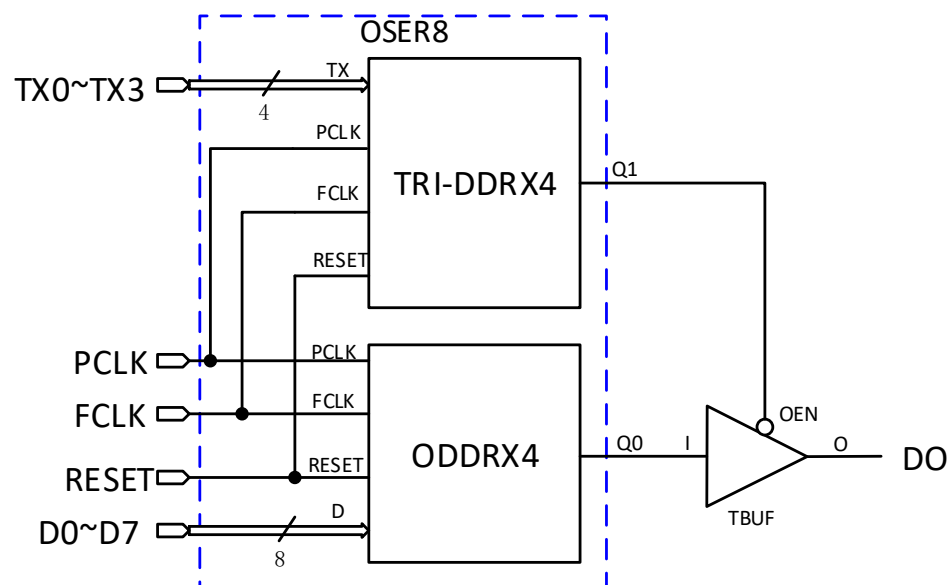 OSER8
TX0~TX3
TX
4
PCLK
FCLK
RESET
TRI-DDRX4
Q1
PCLK
FCLK
RESET
D0~D7
PCLK
FCLK
RESET
D
8
ODDRX4
Q0
I
OEN
O
DO
TBUF